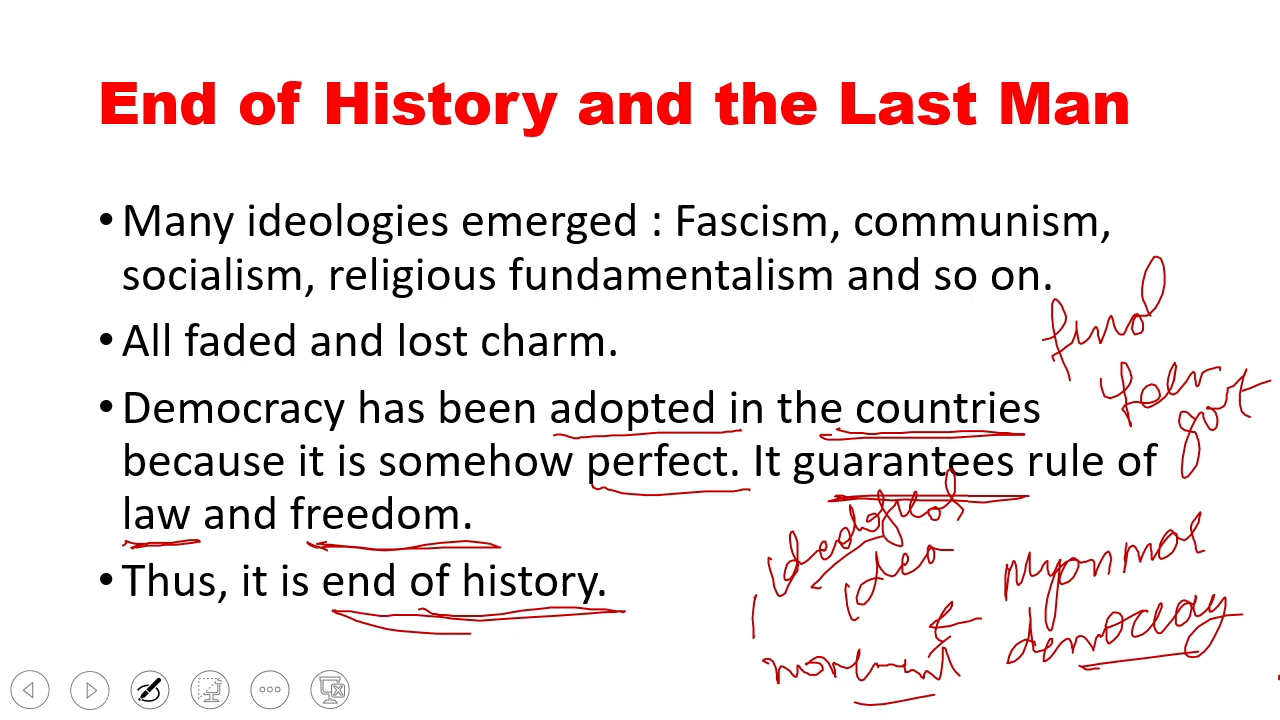 End of History and the Last Man
• Many ideologies emerged : Fascism, communism,
socialism, religious fundamentalism and so on.
• All faded and lost charm.
• Democracy has been adopted in the countries
because it is somehow perfect. It guarantees rule of
law and freedom.
• Thus, it is end of history.
final
govt
idea
movement
Myanmar
democracy